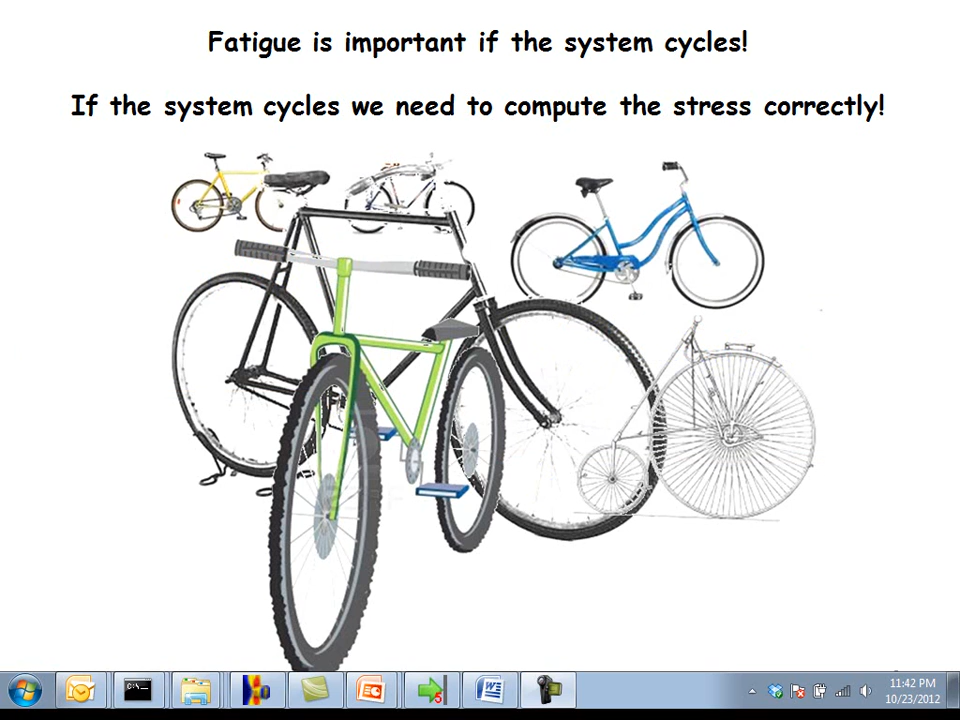 Fatigue is important if the system cycles!
If the system cycles we need to compute the stress correctly!
C:\_
5
W
11:42 PM
10/23/2012